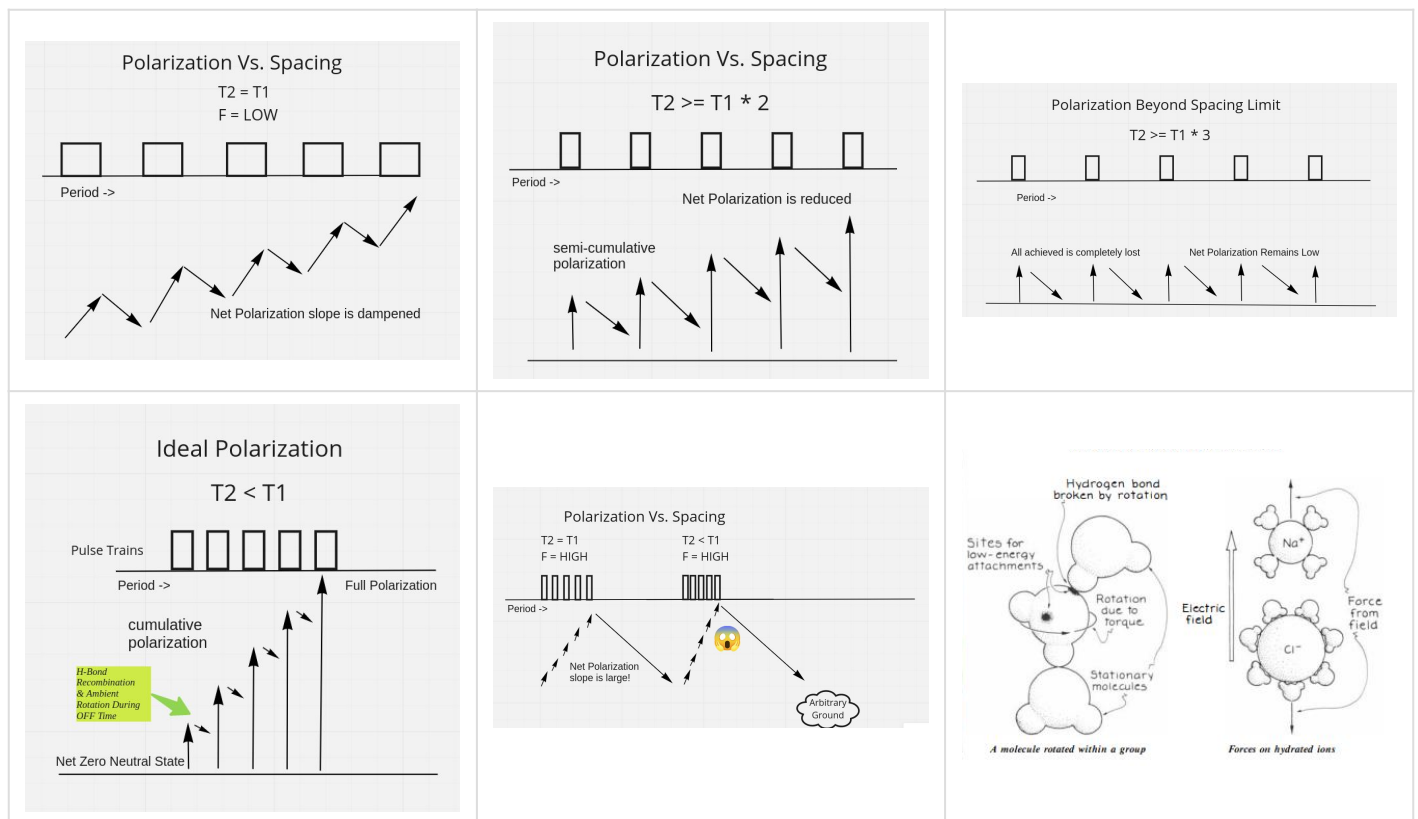 Polarization Vs. Spacing
T2 = T1
F = LOW
Period ->
Net Polarization slope is dampened
Polarization Vs. Spacing
T2 >= T1 * 2
Period ->
Net Polarization is reduced
semi-cumulative
polarization
Polarization Beyond Spacing Limit
T2 >= T1 * 3
Period ->
All achieved is completely lost
Net Polarization Remains Low
Ideal Polarization
T2 < T1
Pulse Trains
Period ->
Full Polarization
cumulative
polarization
H-Bond
Recombination
& Ambient
Rotation During
OFF Time
Net Zero Neutral State
Polarization Vs. Spacing
T2 = T1
F = HIGH
T2 < T1
F = HIGH
Period ->
Net Polarization
slope is large!
Arbitrary
Ground
Hydrogen bond
broken by rotation
Sites for
low-energy
attachments
Rotation
due to
torque
Stationary
molecules
A molecule rotated within a group
Na+
Electric
field
Force
from
field
Cl−
Forces on hydrated ions